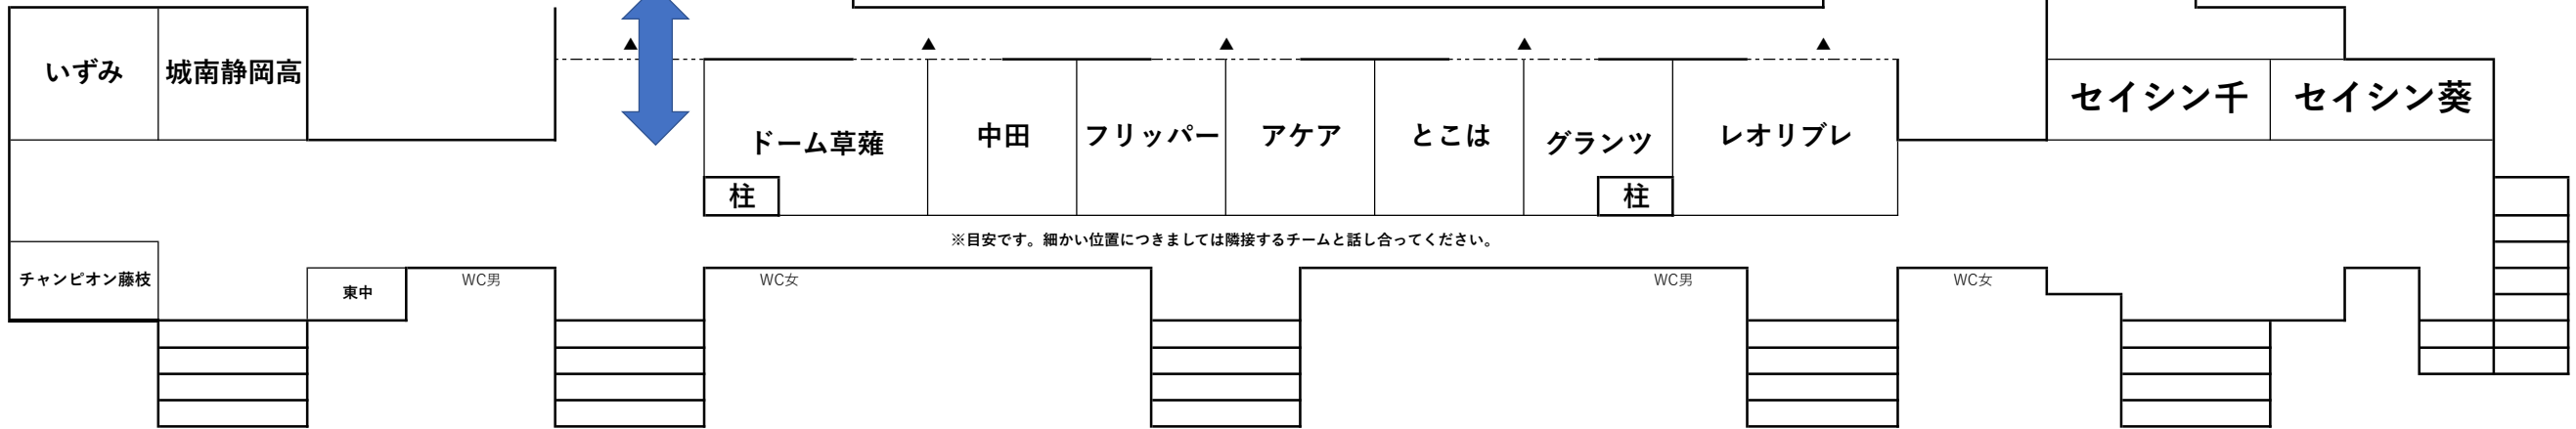 いずみ
城南静岡高
ドーム草薙
中田
フリッパー
アケア
とこは
グランツ
レオリブレ
セイシン千
セイシン葵
柱
柱
※目安です。細かい位置につきましては隣接するチームと話し合ってください。
チャンピオン藤枝
東中
WC男
WC女
WC男
WC女